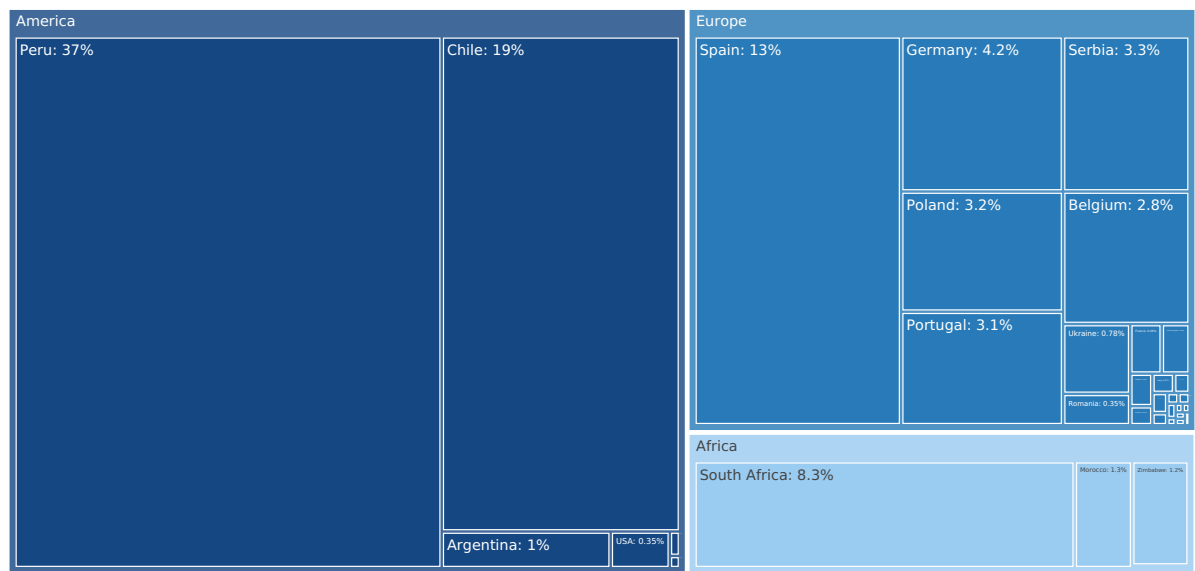 America
Peru: 37%
Chile: 19%
Argentina: 1%
USA: 0.35%
Europe
Spain: 13%
Germany: 4.2%
Serbia: 3.3%
Poland: 3.2%
Belgium: 2.8%
Portugal: 3.1%
Ukraine: 0.78%
Romania: 0.35%
Africa
South Africa: 8.3%
Morocco: 1.3%
Zimbabwe: 1.2%